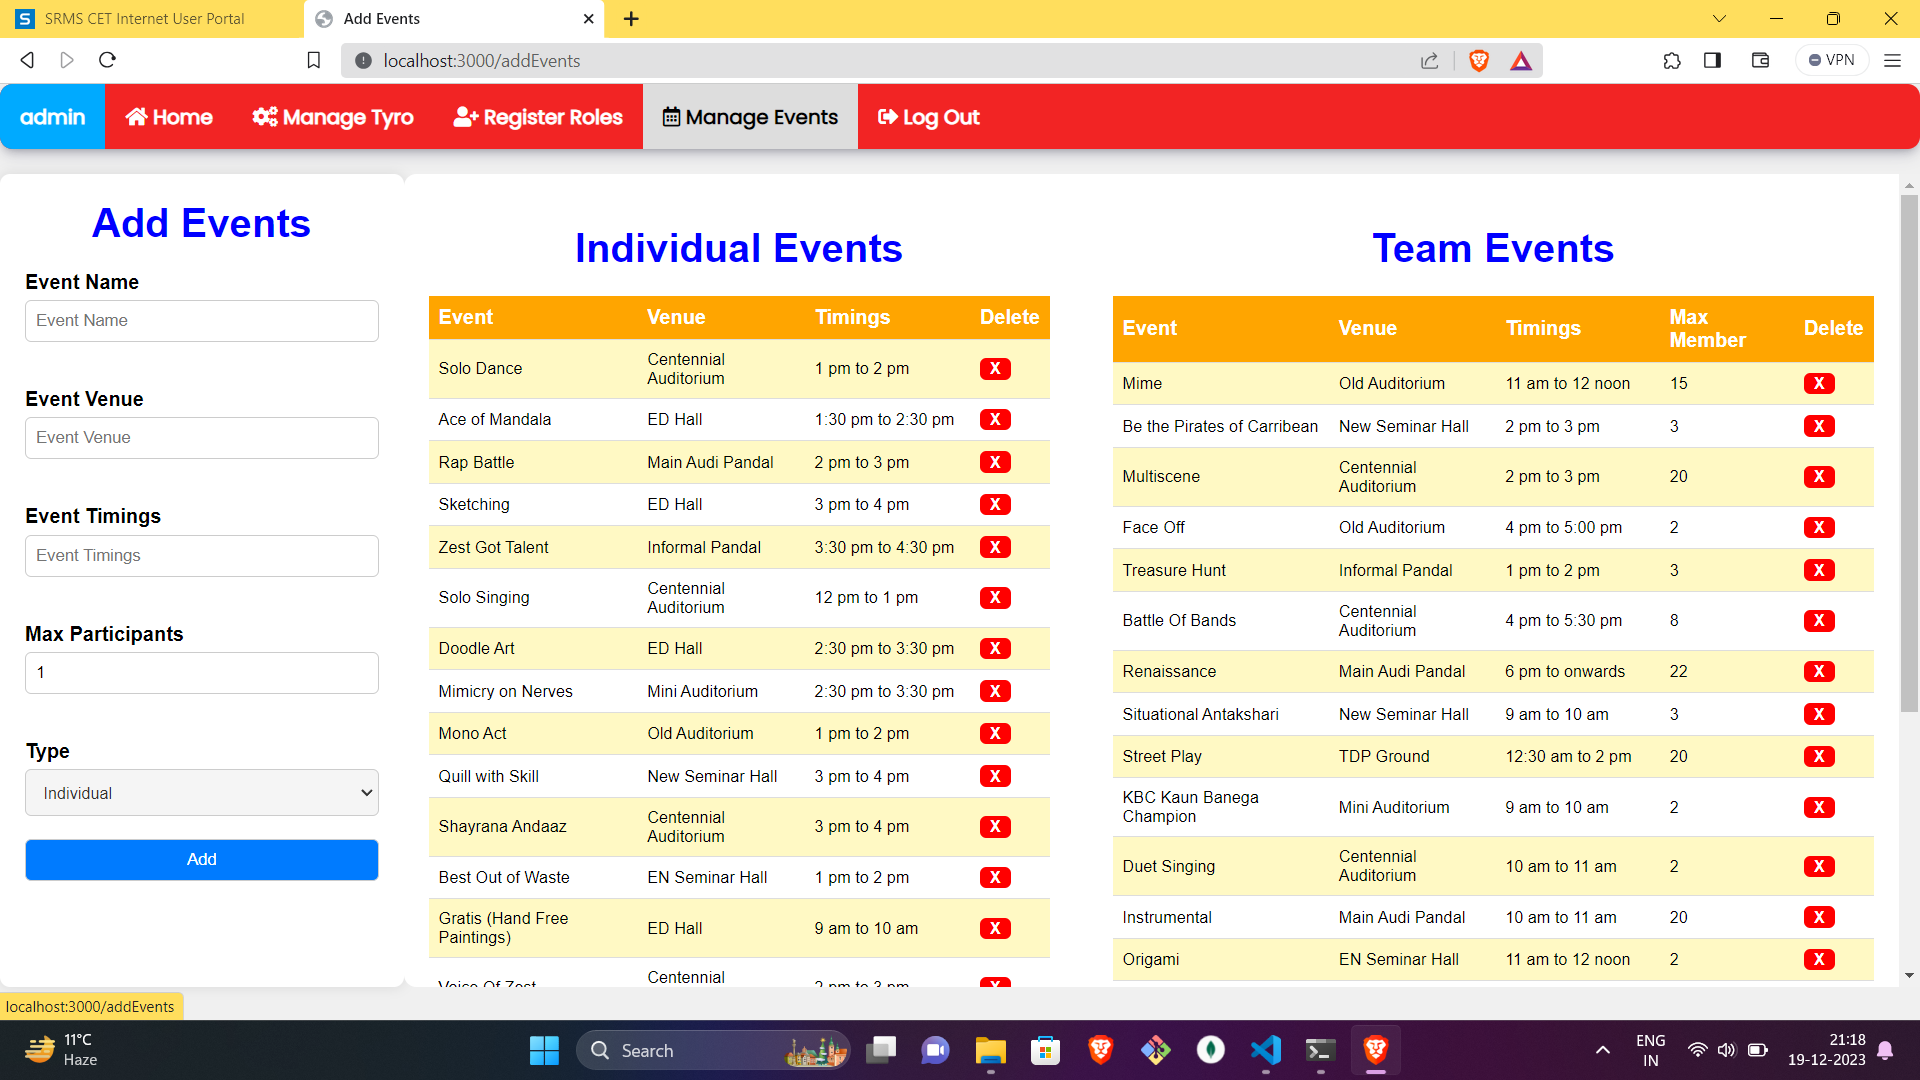 SRMS CET Internet User Portal
Add Events
localhost:3000/addEvents
VPN
admin
Home
Manage Tyro
Register Roles
Manage Events
Log Out
Add Events
Event Name
Event Name
Event Venue
Event Venue
Event Timings
Event Timings
Max Participants
1
Type
Individual
Add
Individual Events
Event Venue Timings Delete
Solo Dance Centennial Auditorium 1 pm to 2 pm X
Ace of Mandala ED Hall 1:30 pm to 2:30 pm X
Rap Battle Main Audi Pandal 2 pm to 3 pm X
Sketching ED Hall 3 pm to 4 pm X
Zest Got Talent Informal Pandal 3:30 pm to 4:30 pm X
Solo Singing Centennial Auditorium 12 pm to 1 pm X
Doodle Art ED Hall 2:30 pm to 3:30 pm X
Mimicry on Nerves Mini Auditorium 2:30 pm to 3:30 pm X
Mono Act Old Auditorium 1 pm to 2 pm X
Quill with Skill New Seminar Hall 3 pm to 4 pm X
Shayrana Andaaz Centennial Auditorium 3 pm to 4 pm X
Best Out of Waste EN Seminar Hall 1 pm to 2 pm X
Gratis (Hand Free Paintings) ED Hall 9 am to 10 am X
Voice Of Zest Centennial 2 pm to 3 pm X
Team Events
Event Venue Timings Max Member Delete
Mime Old Auditorium 11 am to 12 noon 15 X
Be the Pirates of Carribean New Seminar Hall 2 pm to 3 pm 3 X
Multiscene Centennial Auditorium 2 pm to 3 pm 20 X
Face Off Old Auditorium 4 pm to 5:00 pm 2 X
Treasure Hunt Informal Pandal 1 pm to 2 pm 3 X
Battle Of Bands Centennial Auditorium 4 pm to 5:30 pm 8 X
Renaissance Main Audi Pandal 6 pm to onwards 22 X
Situational Antakshari New Seminar Hall 9 am to 10 am 3 X
Street Play TDP Ground 12:30 am to 2 pm 20 X
KBC Kaun Banega Champion Mini Auditorium 9 am to 10 am 2 X
Duet Singing Centennial Auditorium 10 am to 11 am 2 X
Instrumental Main Audi Pandal 10 am to 11 am 20 X
Origami EN Seminar Hall 11 am to 12 noon 2 X
localhost:3000/addEvents
11°C
Haze
Search
ENG
IN
21:18
19-12-2023